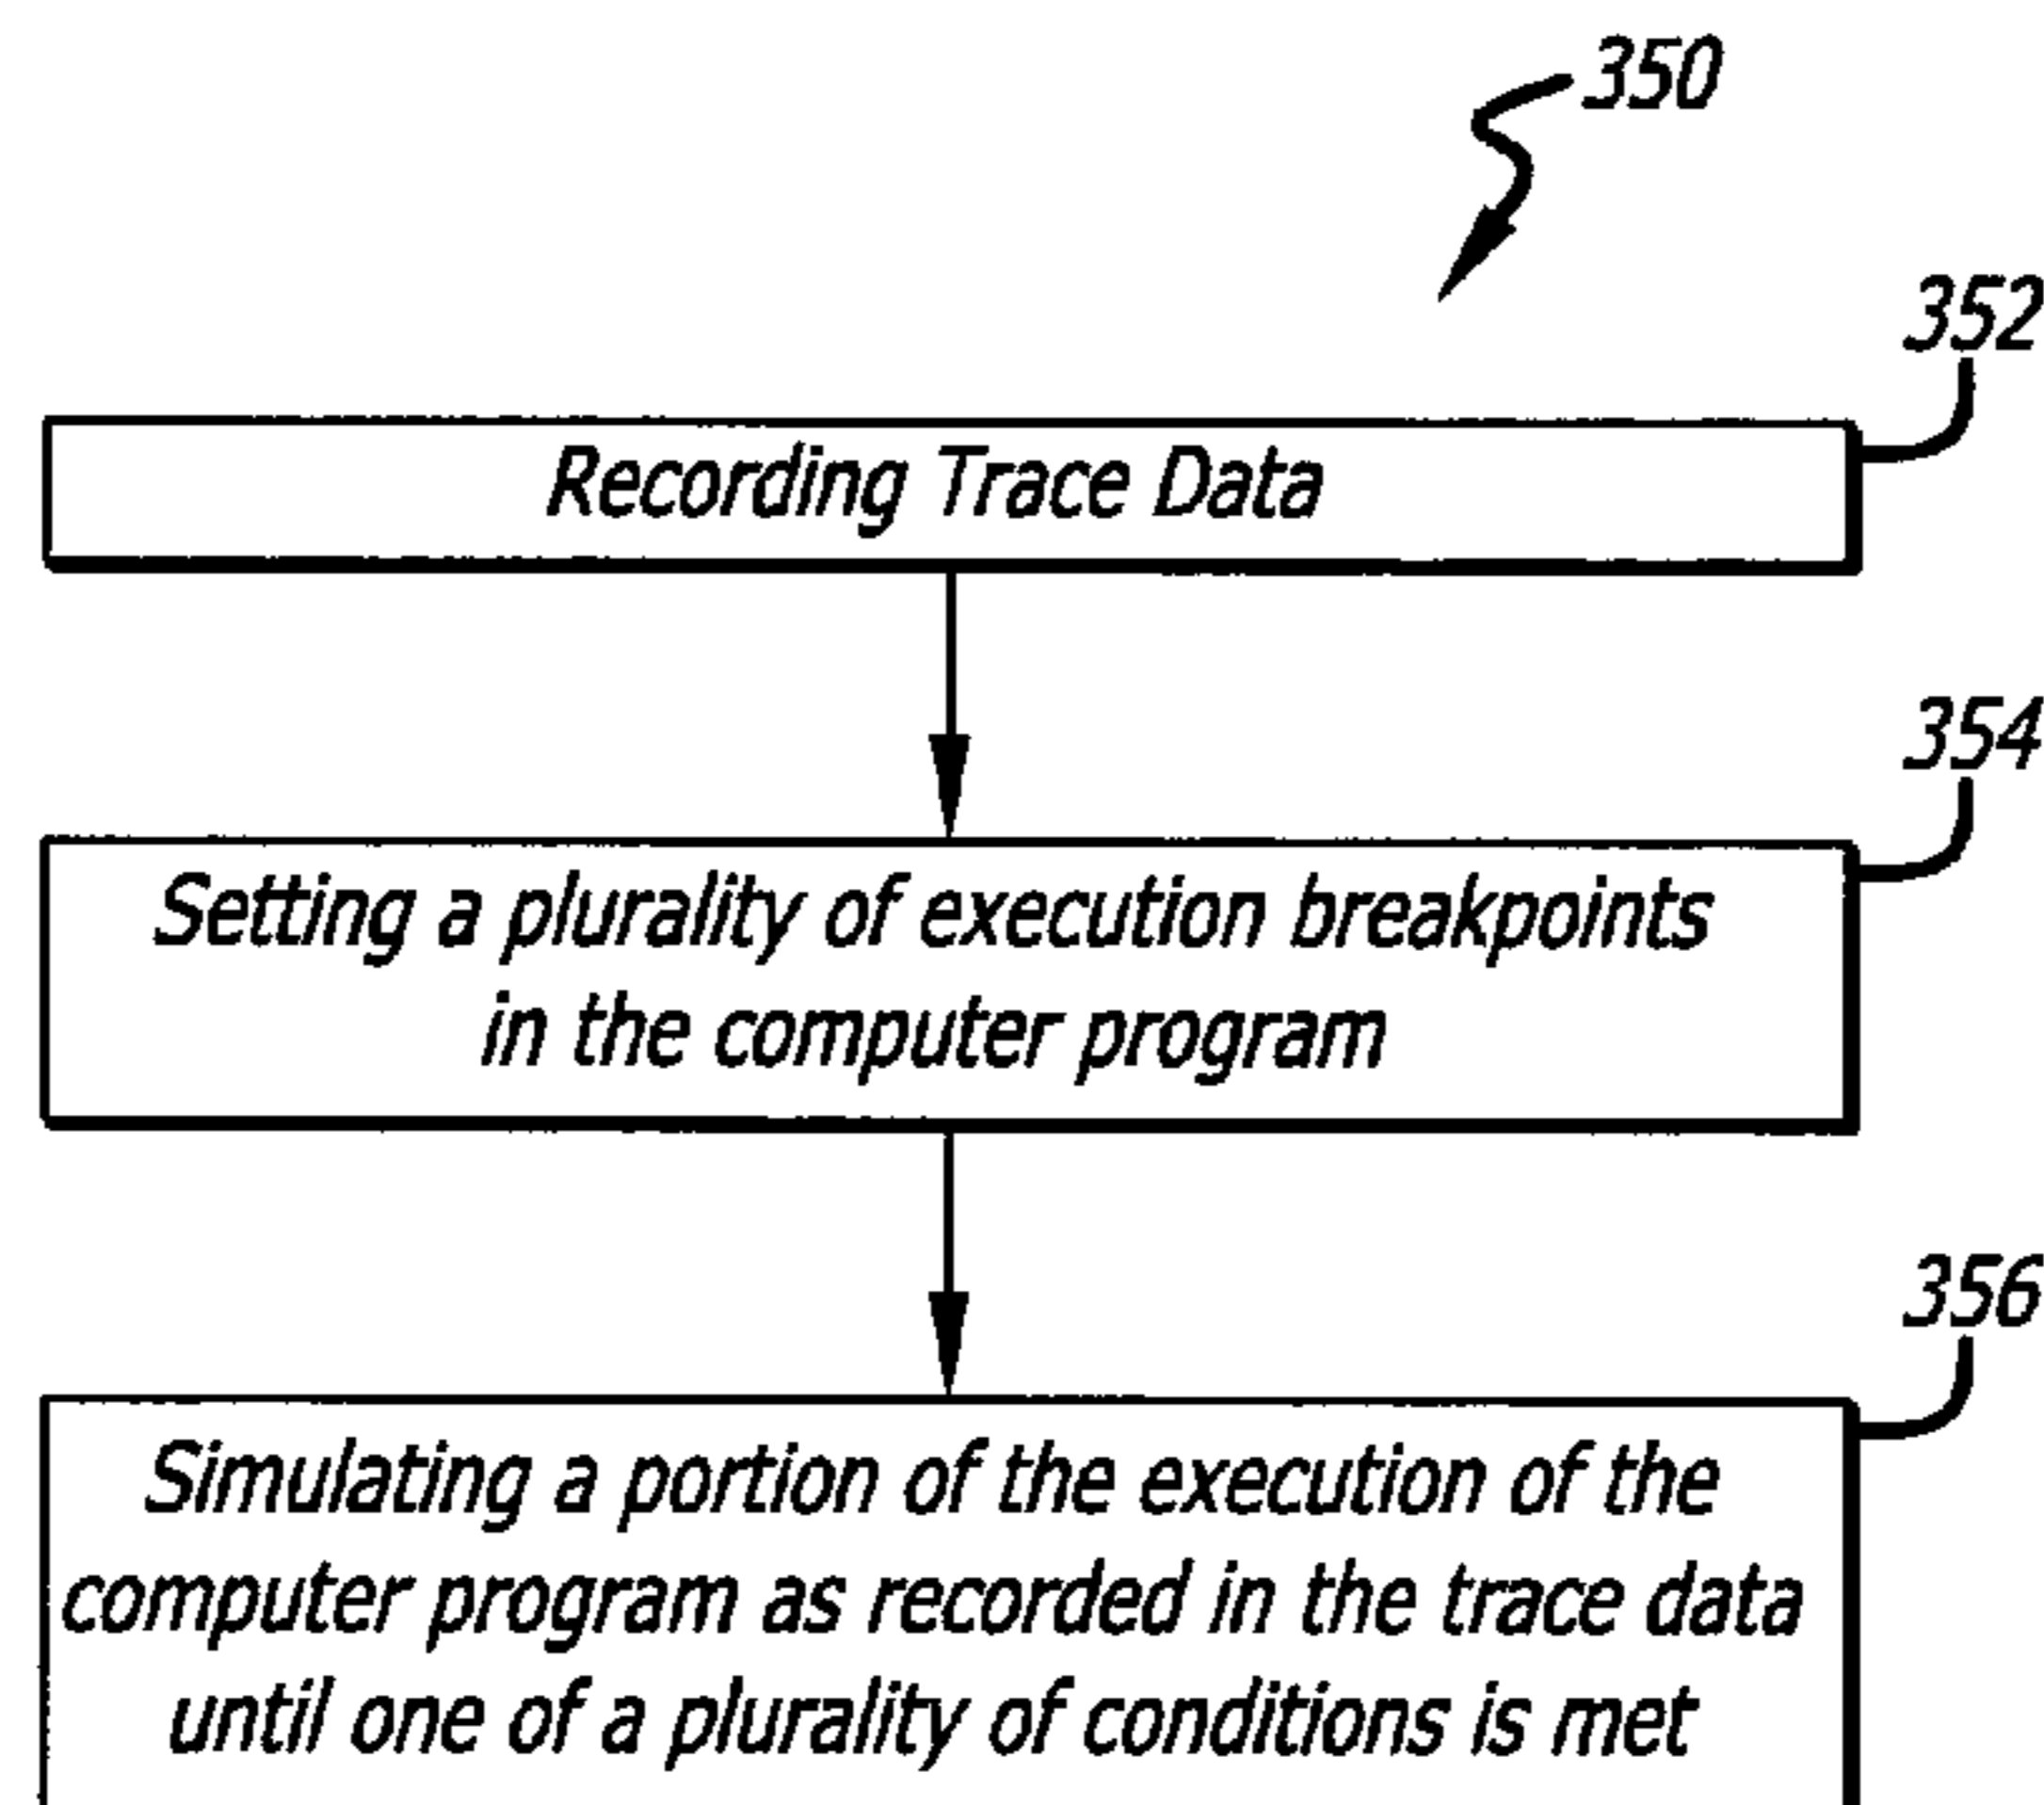 350
352
Recording Trace Data
354
Setting a plurality of execution breakpoints
in the computer program
356
Simulating a portion of the execution of the
computer program as recorded in the trace data
until one of a plurality of conditions is met